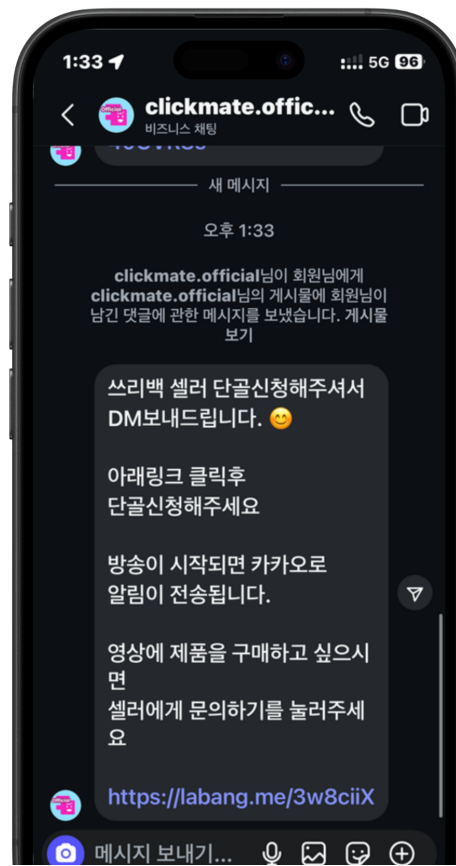 1:33
5G 96
clickmate.offic...
비즈니스 채팅
새 메시지
오후 1:33
clickmate.official님이 회원님에게
clickmate.official님의 게시물에 회원님이
남긴 댓글에 관한 메시지를 보냈습니다. 게시물
보기
쓰리백 셀러 단골신청해주셔서
DM보내드립니다. 😊
아래링크 클릭후
단골신청해주세요
방송이 시작되면 카카오로
알림이 전송됩니다.
영상에 제품을 구매하고 싶으시
면
셀러에게 문의하기를 눌러주세
요
https://labang.me/3w8ciiX
메시지 보내기...